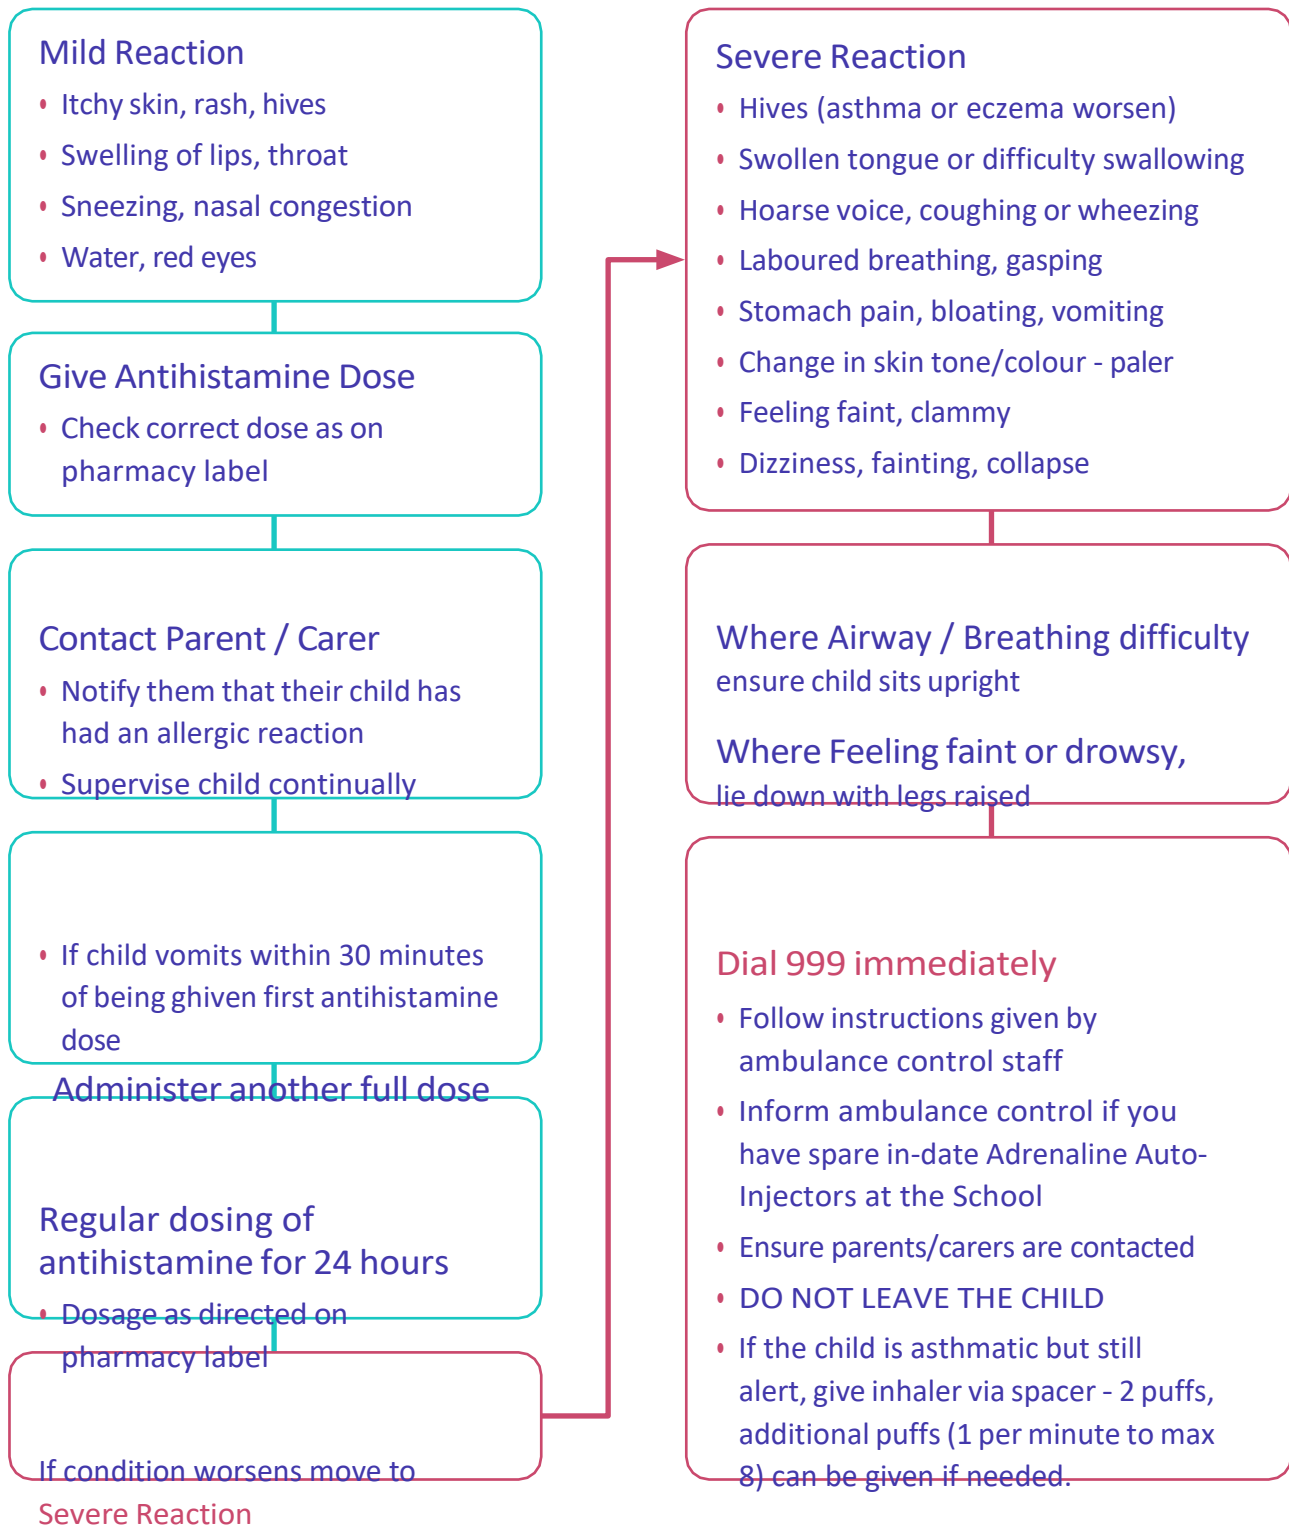 Mild Reaction
• Itchy skin, rash, hives
• Swelling of lips, throat
• Sneezing, nasal congestion
• Water, red eyes
Give Antihistamine Dose
• Check correct dose as on
pharmacy label
Contact Parent / Carer
• Notify them that their child has
had an allergic reaction
• Supervise child continually
• If child vomits within 30 minutes
of being ghiven first antihistamine
dose
Administer another full dose
Regular dosing of
antihistamine for 24 hours
• Dosage as directed on
pharmacy label
If condition worsens move to
Severe Reaction
Severe Reaction
• Hives (asthma or eczema worsen)
• Swollen tongue or difficulty swallowing
• Hoarse voice, coughing or wheezing
• Laboured breathing, gasping
• Stomach pain, bloating, vomiting
• Change in skin tone/colour - paler
• Feeling faint, clammy
• Dizziness, fainting, collapse
Where Airway / Breathing difficulty
ensure child sits upright
Where Feeling faint or drowsy,
lie down with legs raised
Dial 999 immediately
• Follow instructions given by
ambulance control staff
• Inform ambulance control if you
have spare in-date Adrenaline Auto-
Injectors at the School
• Ensure parents/carers are contacted
• DO NOT LEAVE THE CHILD
• If the child is asthmatic but still
alert, give inhaler via spacer - 2 puffs,
additional puffs (1 per minute to max
8) can be given if needed.